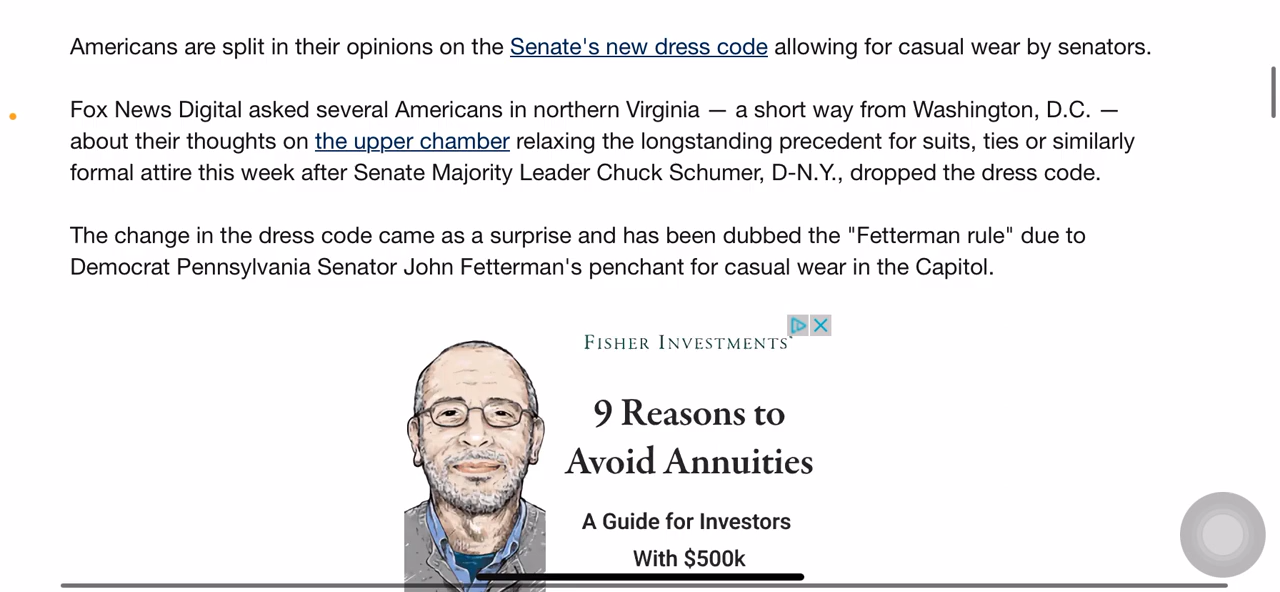 Americans are split in their opinions on the Senate's new dress code allowing for casual wear by senators.
Fox News Digital asked several Americans in northern Virginia — a short way from Washington, D.C. —
about their thoughts on the upper chamber relaxing the longstanding precedent for suits, ties or similarly
formal attire this week after Senate Majority Leader Chuck Schumer, D-N.Y., dropped the dress code.
The change in the dress code came as a surprise and has been dubbed the "Fetterman rule" due to
Democrat Pennsylvania Senator John Fetterman's penchant for casual wear in the Capitol.
FISHER INVESTMENTS
9 Reasons to
Avoid Annuities
A Guide for Investors
With $500k